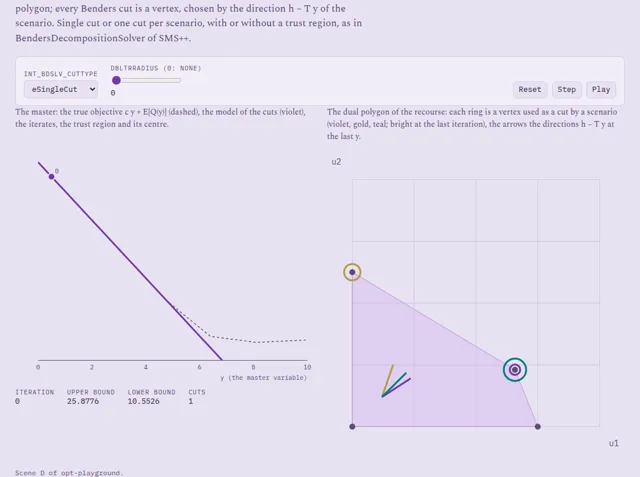 polygon; every Benders cut is a vertex, chosen by the direction h – T y of the
scenario. Single cut or one cut per scenario, with or without a trust region, as in
BendersDecompositionSolver of SMS++.
INT_BDSLV_CUTTYPE
eSingleCut
DBLTRRADIUS (0: NONE)
0
Reset
Step
Play
The master: the true objective c y + E[Q(y)] (dashed), the model of the cuts (violet),
the iterates, the trust region and its centre.
0
0
2
4
6
8
10
y (the master variable)
ITERATION
UPPER BOUND
LOWER BOUND
CUTS
0
25.8776
10.5526
1
The dual polygon of the recourse: each ring is a vertex used as a cut by a scenario
(violet, gold, teal; bright at the last iteration), the arrows the directions h – T y at
the last y.
u2
u1
Scene D of opt-playground.